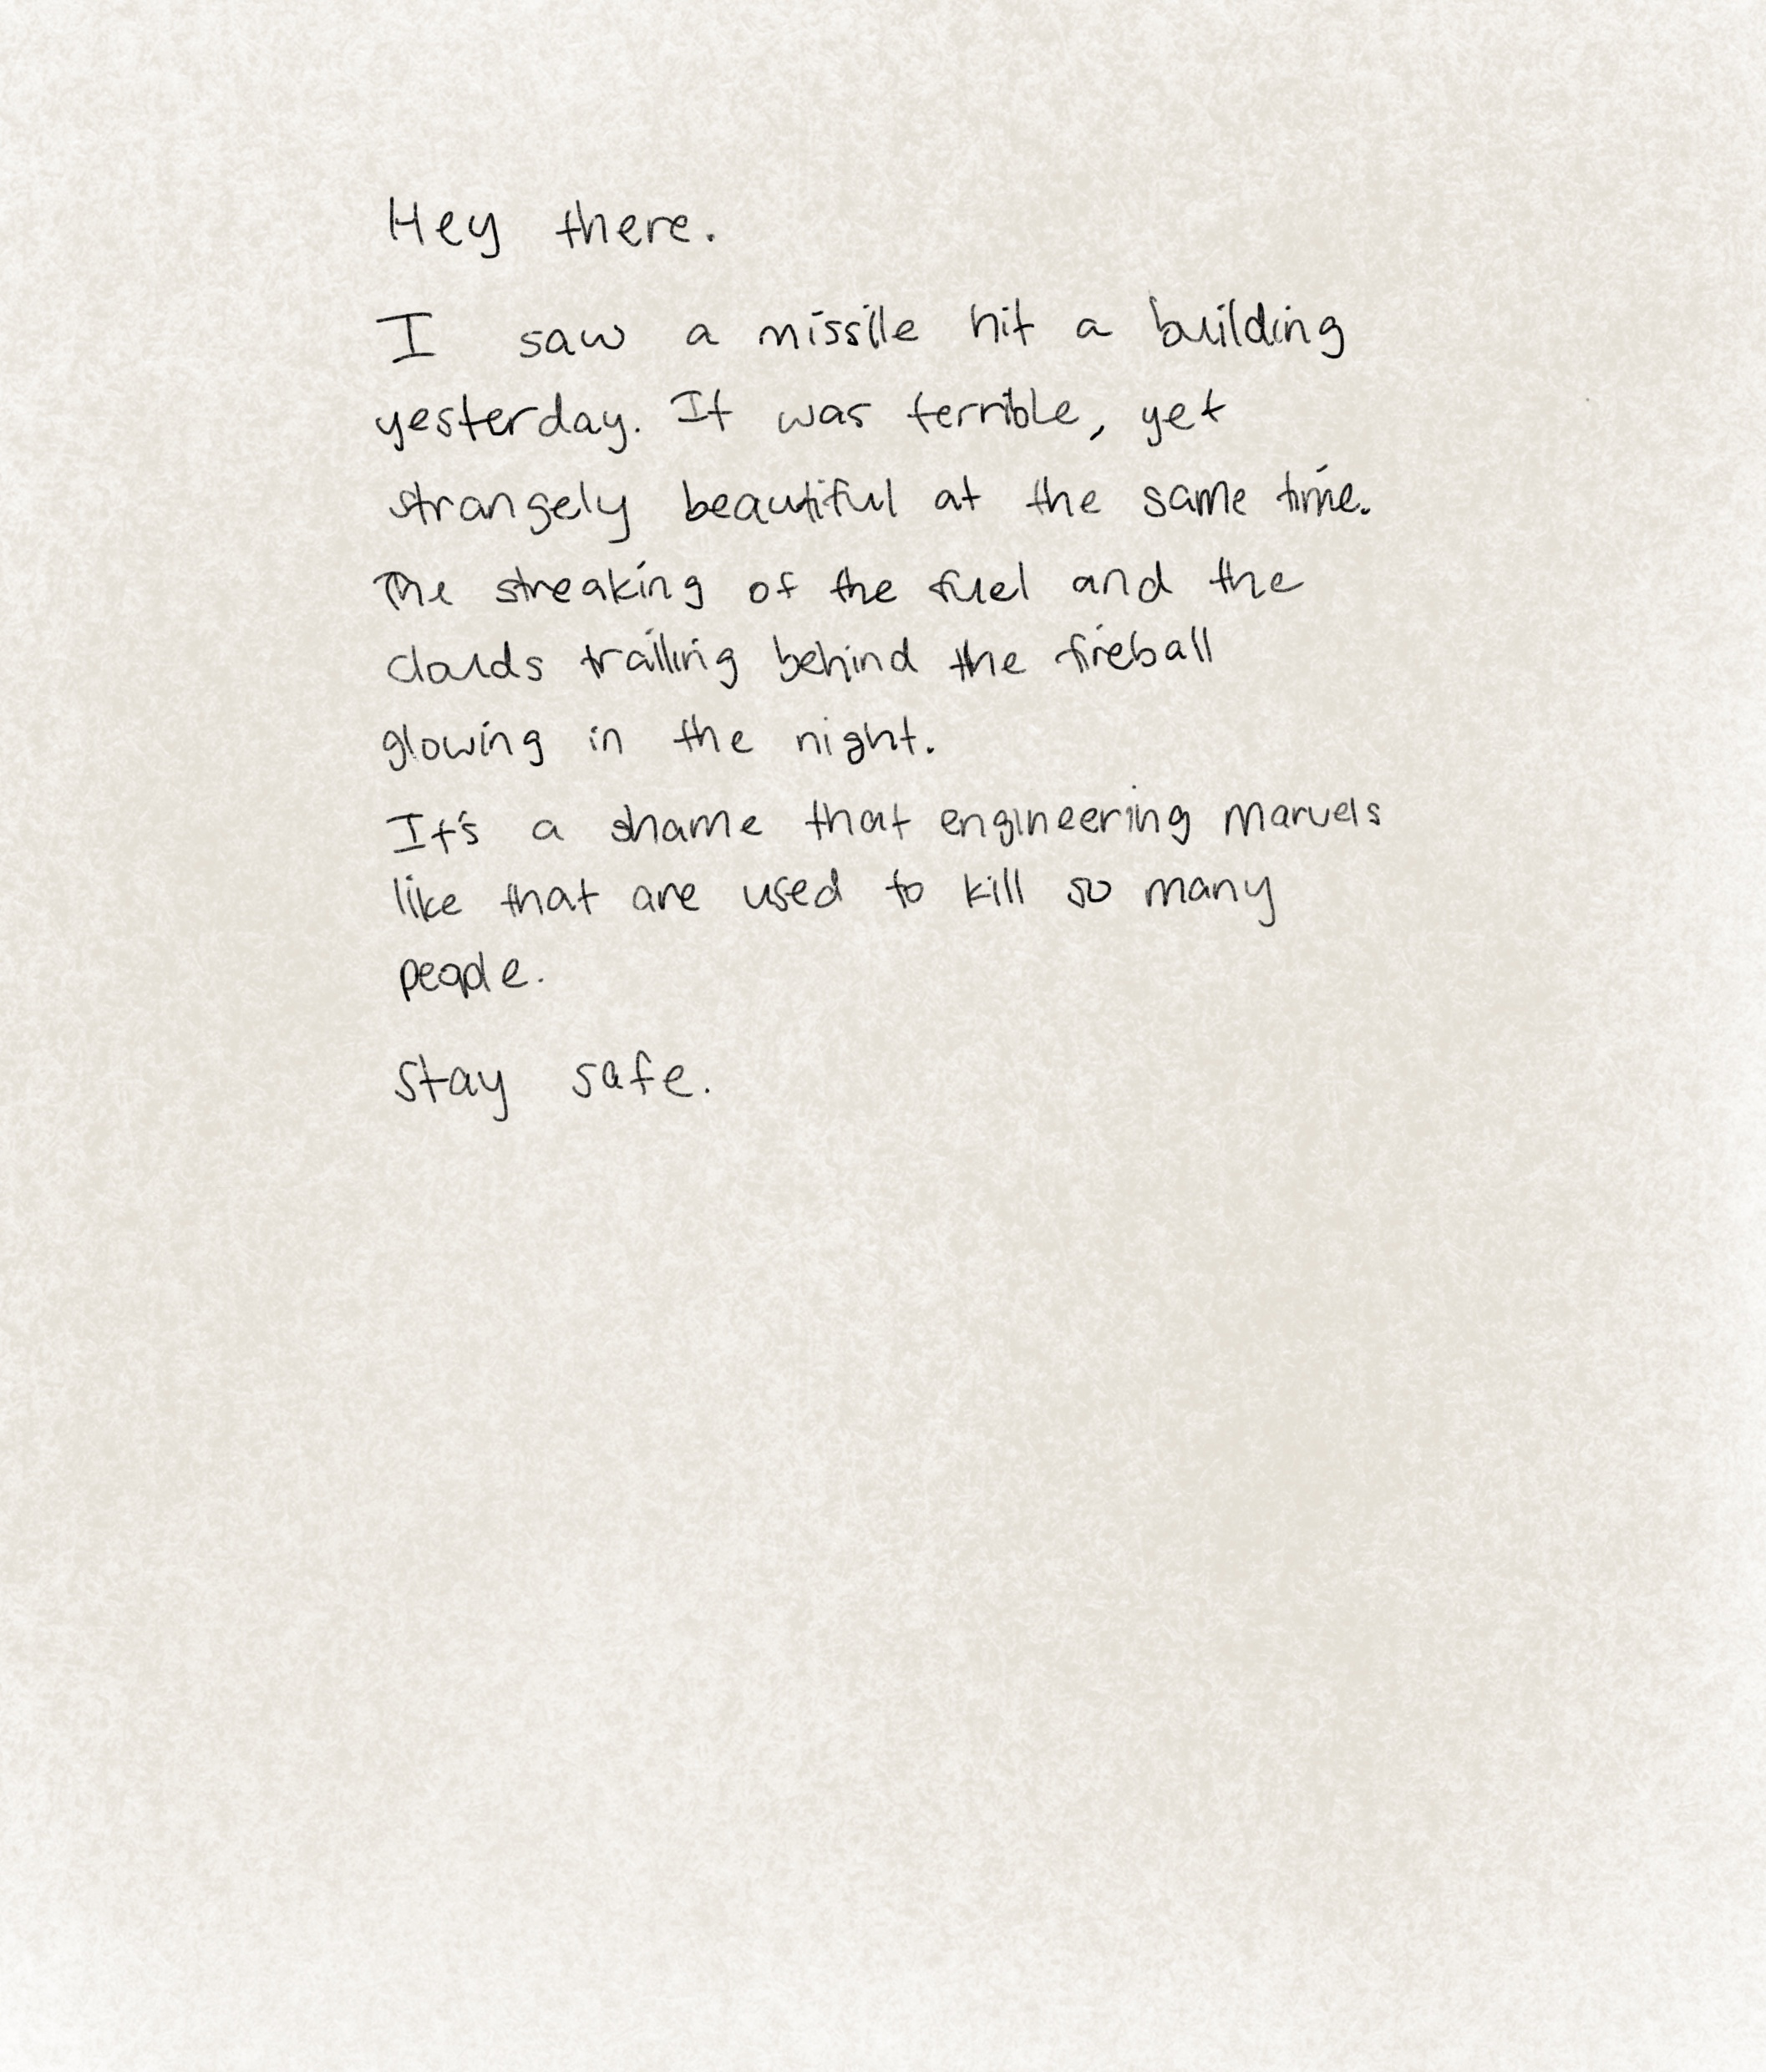 Hey there.
I saw a missile hit a building
yesterday. It was terrible, yet
strangely beautiful at the same time.
The streaking of the fuel and the
clouds trailing behind the fireball
glowing in the night.
It's a shame that engineering marvels
like that are used to kill so many
people.
Stay safe.